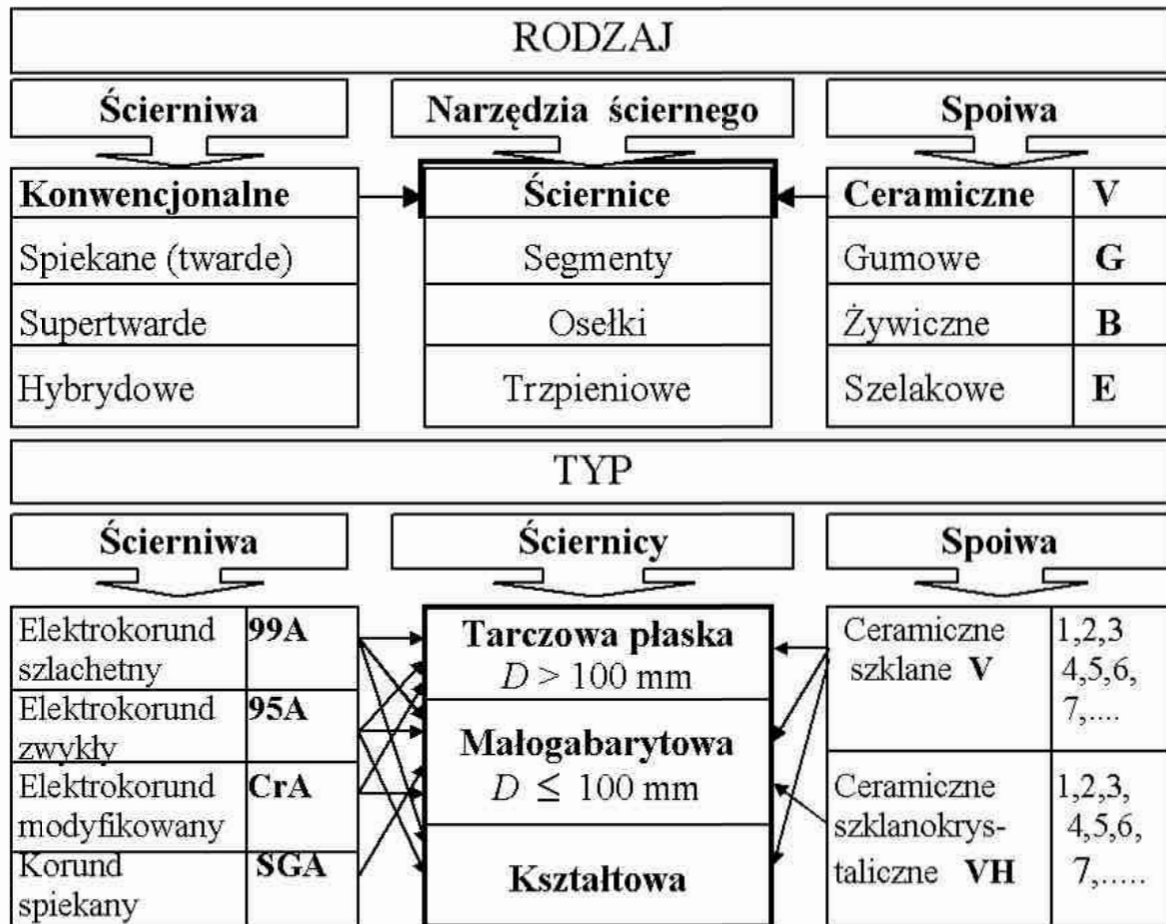 RODZAJ
Ścierniwa
Narzędzia ściernego
Spoiwa
Konwencjonalne
Ściernice
Ceramiczne V
Spiekane (twarde)
Segmenty
Gumowe G
Supertwarde
Osełki
Żywiczne B
Hybrydowe
Trzpieniowe
Szelakowe E
TYP
Ścierniwa
Ściernicy
Spoiwa
Elektrokorund 99A
szlachetny
Elektrokorund 95A
zwykły
Elektrokorund CrA
modyfikowany
Korund SGA
spiekany
Tarczowa płaska
D > 100 mm
Małogabarytowa
D ≤ 100 mm
Kształtowa
Ceramiczne 1,2,3
szklane V 4,5,6,
7,....
Ceramiczne 1,2,3,
szklanokrys- 4,5,6,
taliczne VH 7,.....